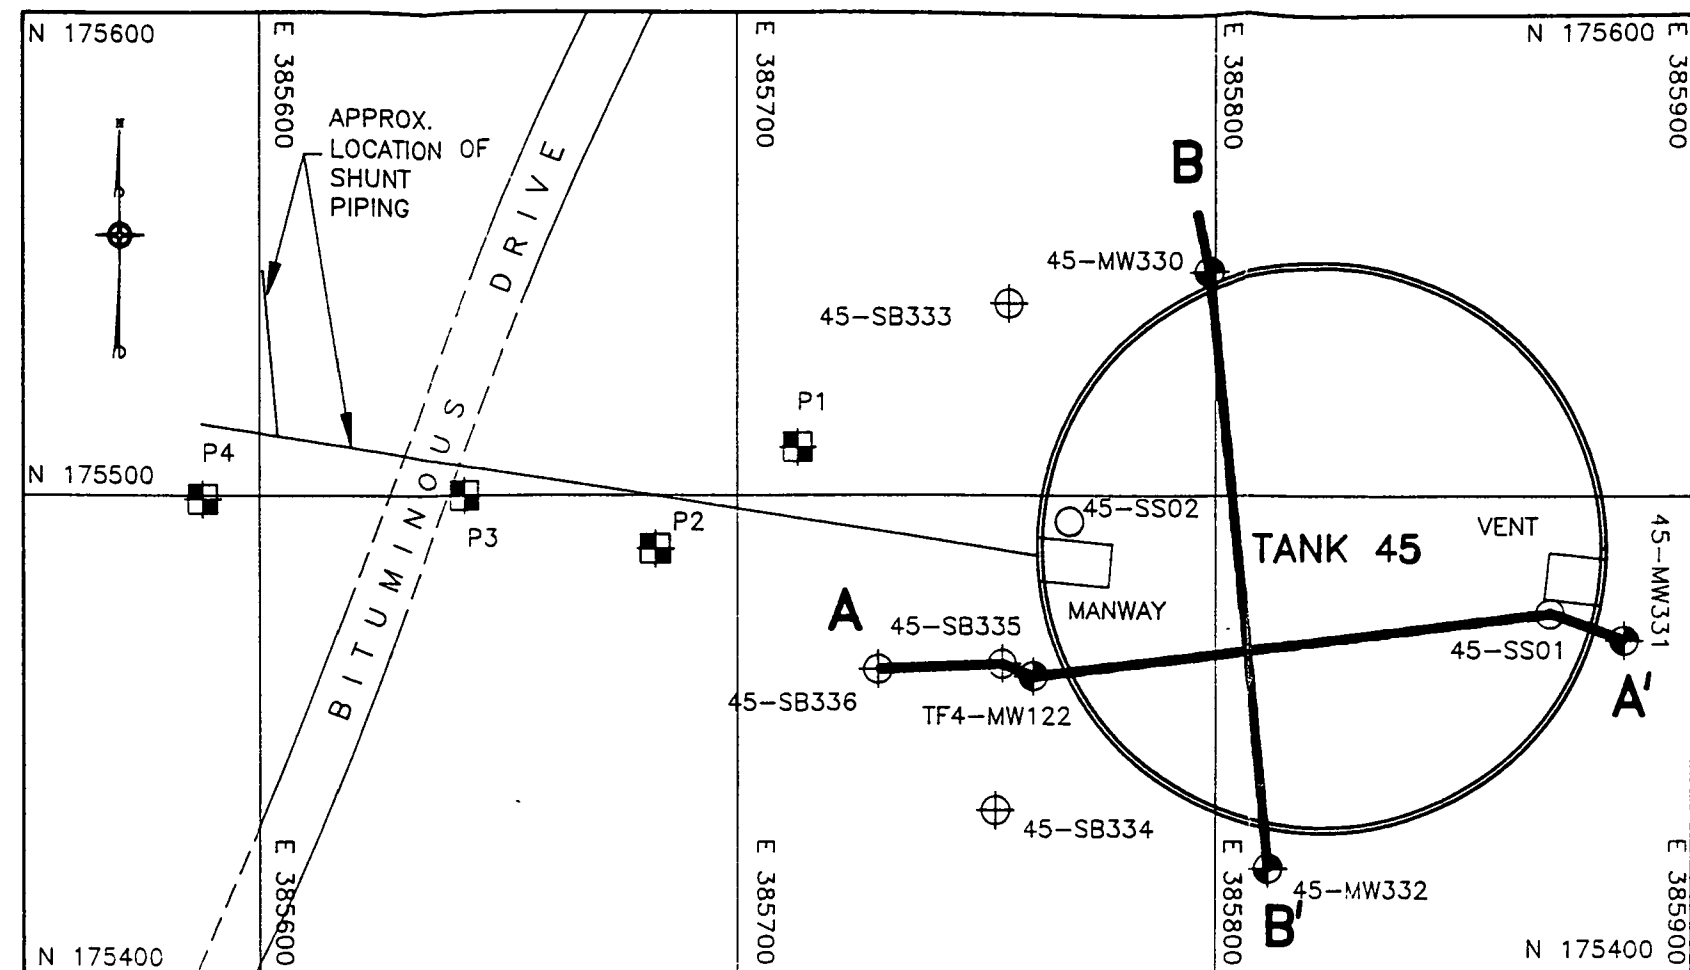 N 175600
E 385600
E 385700
E 385800
N 175600
E 385900
N
APPROX.
LOCATION OF
SHUNT
PIPING
BITUMINOUS DRIVE
B
45-MW330
45-SB333
P1
P4
N 175500
P3
P2
45-SS02
VENT
TANK 45
45-MW331
MANWAY
A
45-SB335
45-SS01
45-SB336
TF4-MW122
A'
45-SB334
45-MW332
B'
E 385600
E 385700
E 385800
E 385900
N 175400
N 175400